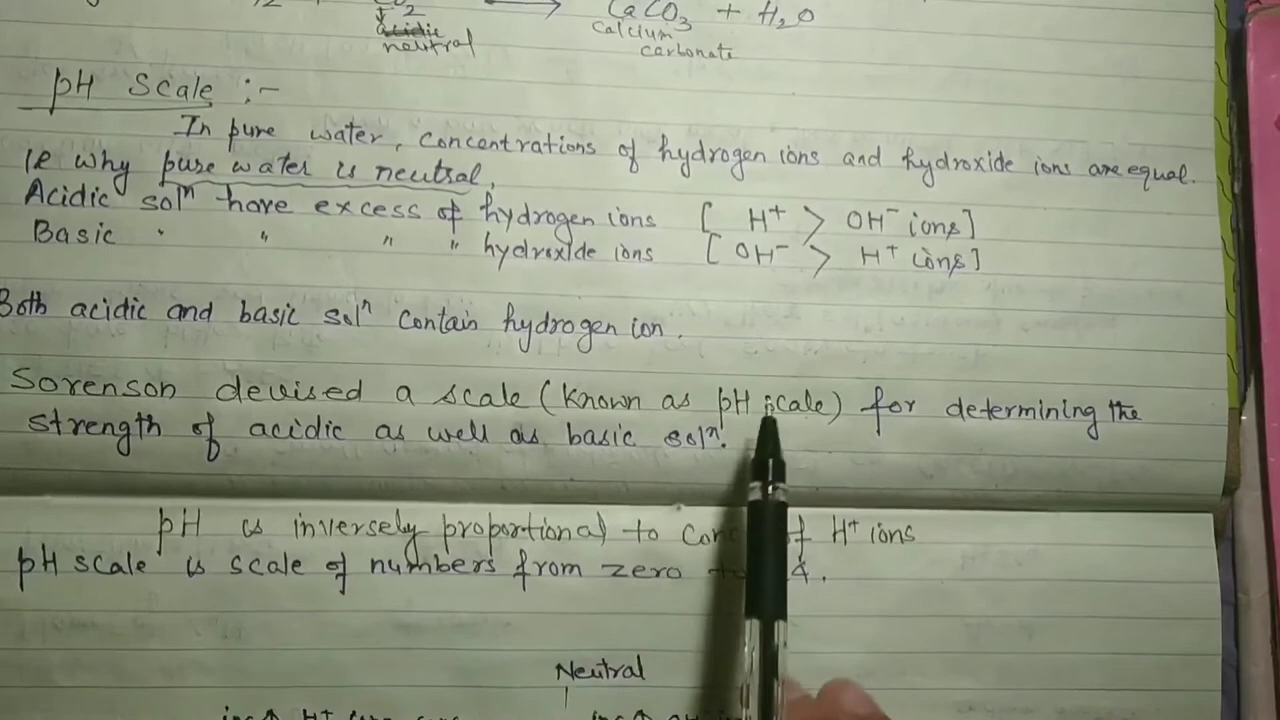 CaCO₃ + H₂O
acidic
neutral
calcium
carbonate
pH Scale :-
In pure water, concentrations of hydrogen ions and hydroxide ions are equal.
ie why pure water is neutral.
Acidic solⁿ have excess of hydrogen ions [ H⁺ > OH⁻ ions]
Basic " " " " hydroxide ions [ OH⁻ > H⁺ ions]
Both acidic and basic solⁿ contain hydrogen ion.
Sorenson devised a scale (known as pH scale) for determining the
strength of acidic as well as basic solⁿ.
pH is inversely proportional to of H⁺ ions
pH scale is scale of numbers from zero
Neutral